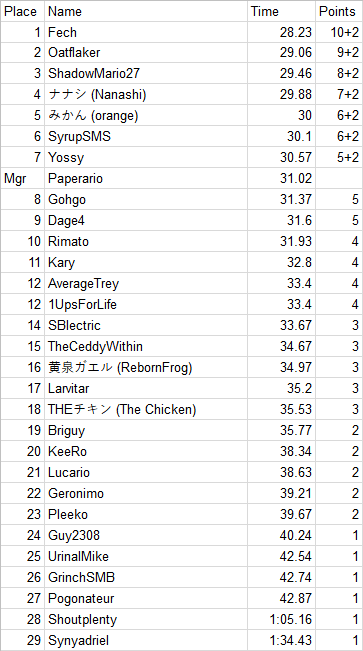 Place Name Time Points
1 Fech 28.23 10+2
2 Oatflaker 29.06 9+2
3 ShadowMario27 29.46 8+2
4 ナナシ (Nanashi) 29.88 7+2
5 みかん (orange) 30 6+2
6 SyrupSMS 30.1 6+2
7 Yossy 30.57 5+2
Mgr Paperario 31.02
8 Gohgo 31.37 5
9 Dage4 31.6 5
10 Rimato 31.93 4
11 Kary 32.8 4
12 AverageTrey 33.4 4
12 1UpsForLife 33.4 4
14 SBlectric 33.67 3
15 TheCeddyWithin 34.67 3
16 黄泉ガエル (RebornFrog) 34.97 3
17 Larvitar 35.2 3
18 THEチキン (The Chicken) 35.53 3
19 Briguy 35.77 2
20 KeeRo 38.34 2
21 Lucario 38.63 2
22 Geronimo 39.21 2
23 Pleeko 39.67 2
24 Guy2308 40.24 1
25 UrinalMike 42.54 1
26 GrinchSMB 42.74 1
27 Pogonateur 42.87 1
28 Shoutplenty 1:05.16 1
29 Synyadriel 1:34.43 1